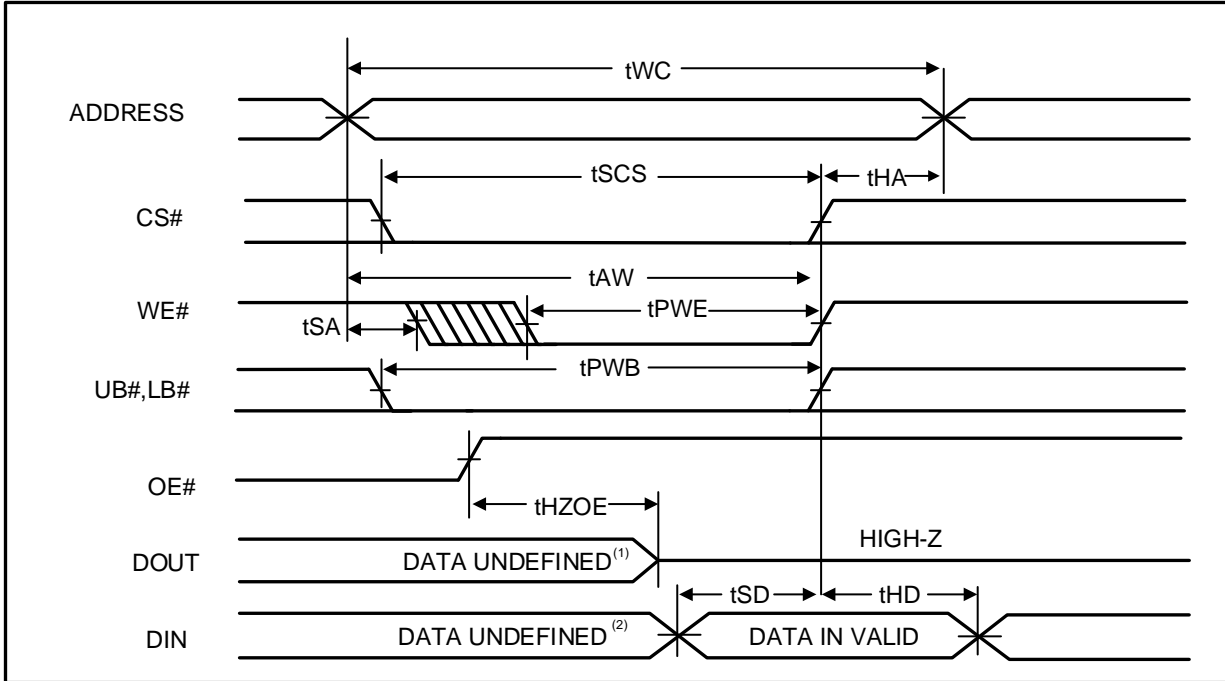 tWC
ADDRESS
tSCS
tHA
CS#
tAW
WE#
tSA
tPWE
tPWB
UB#,LB#
OE#
tHZOE
HIGH-Z
DOUT
DATA UNDEFINED(1)
tSD
tHD
DIN
DATA UNDEFINED (2)
DATA IN VALID